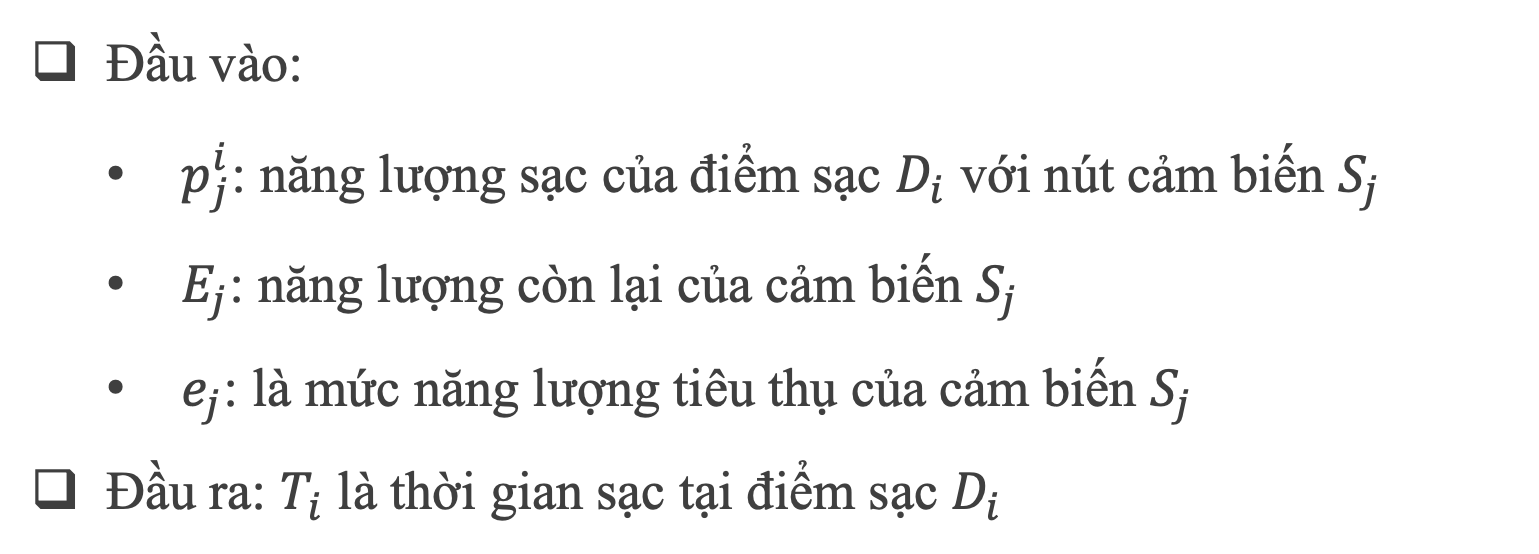 ❑ Đầu vào:
• $p_j^i$: năng lượng sạc của điểm sạc $D_i$ với nút cảm biến $S_j$
• $E_j$: năng lượng còn lại của cảm biến $S_j$
• $e_j$: là mức năng lượng tiêu thụ của cảm biến $S_j$
❑ Đầu ra: $T_i$ là thời gian sạc tại điểm sạc $D_i$